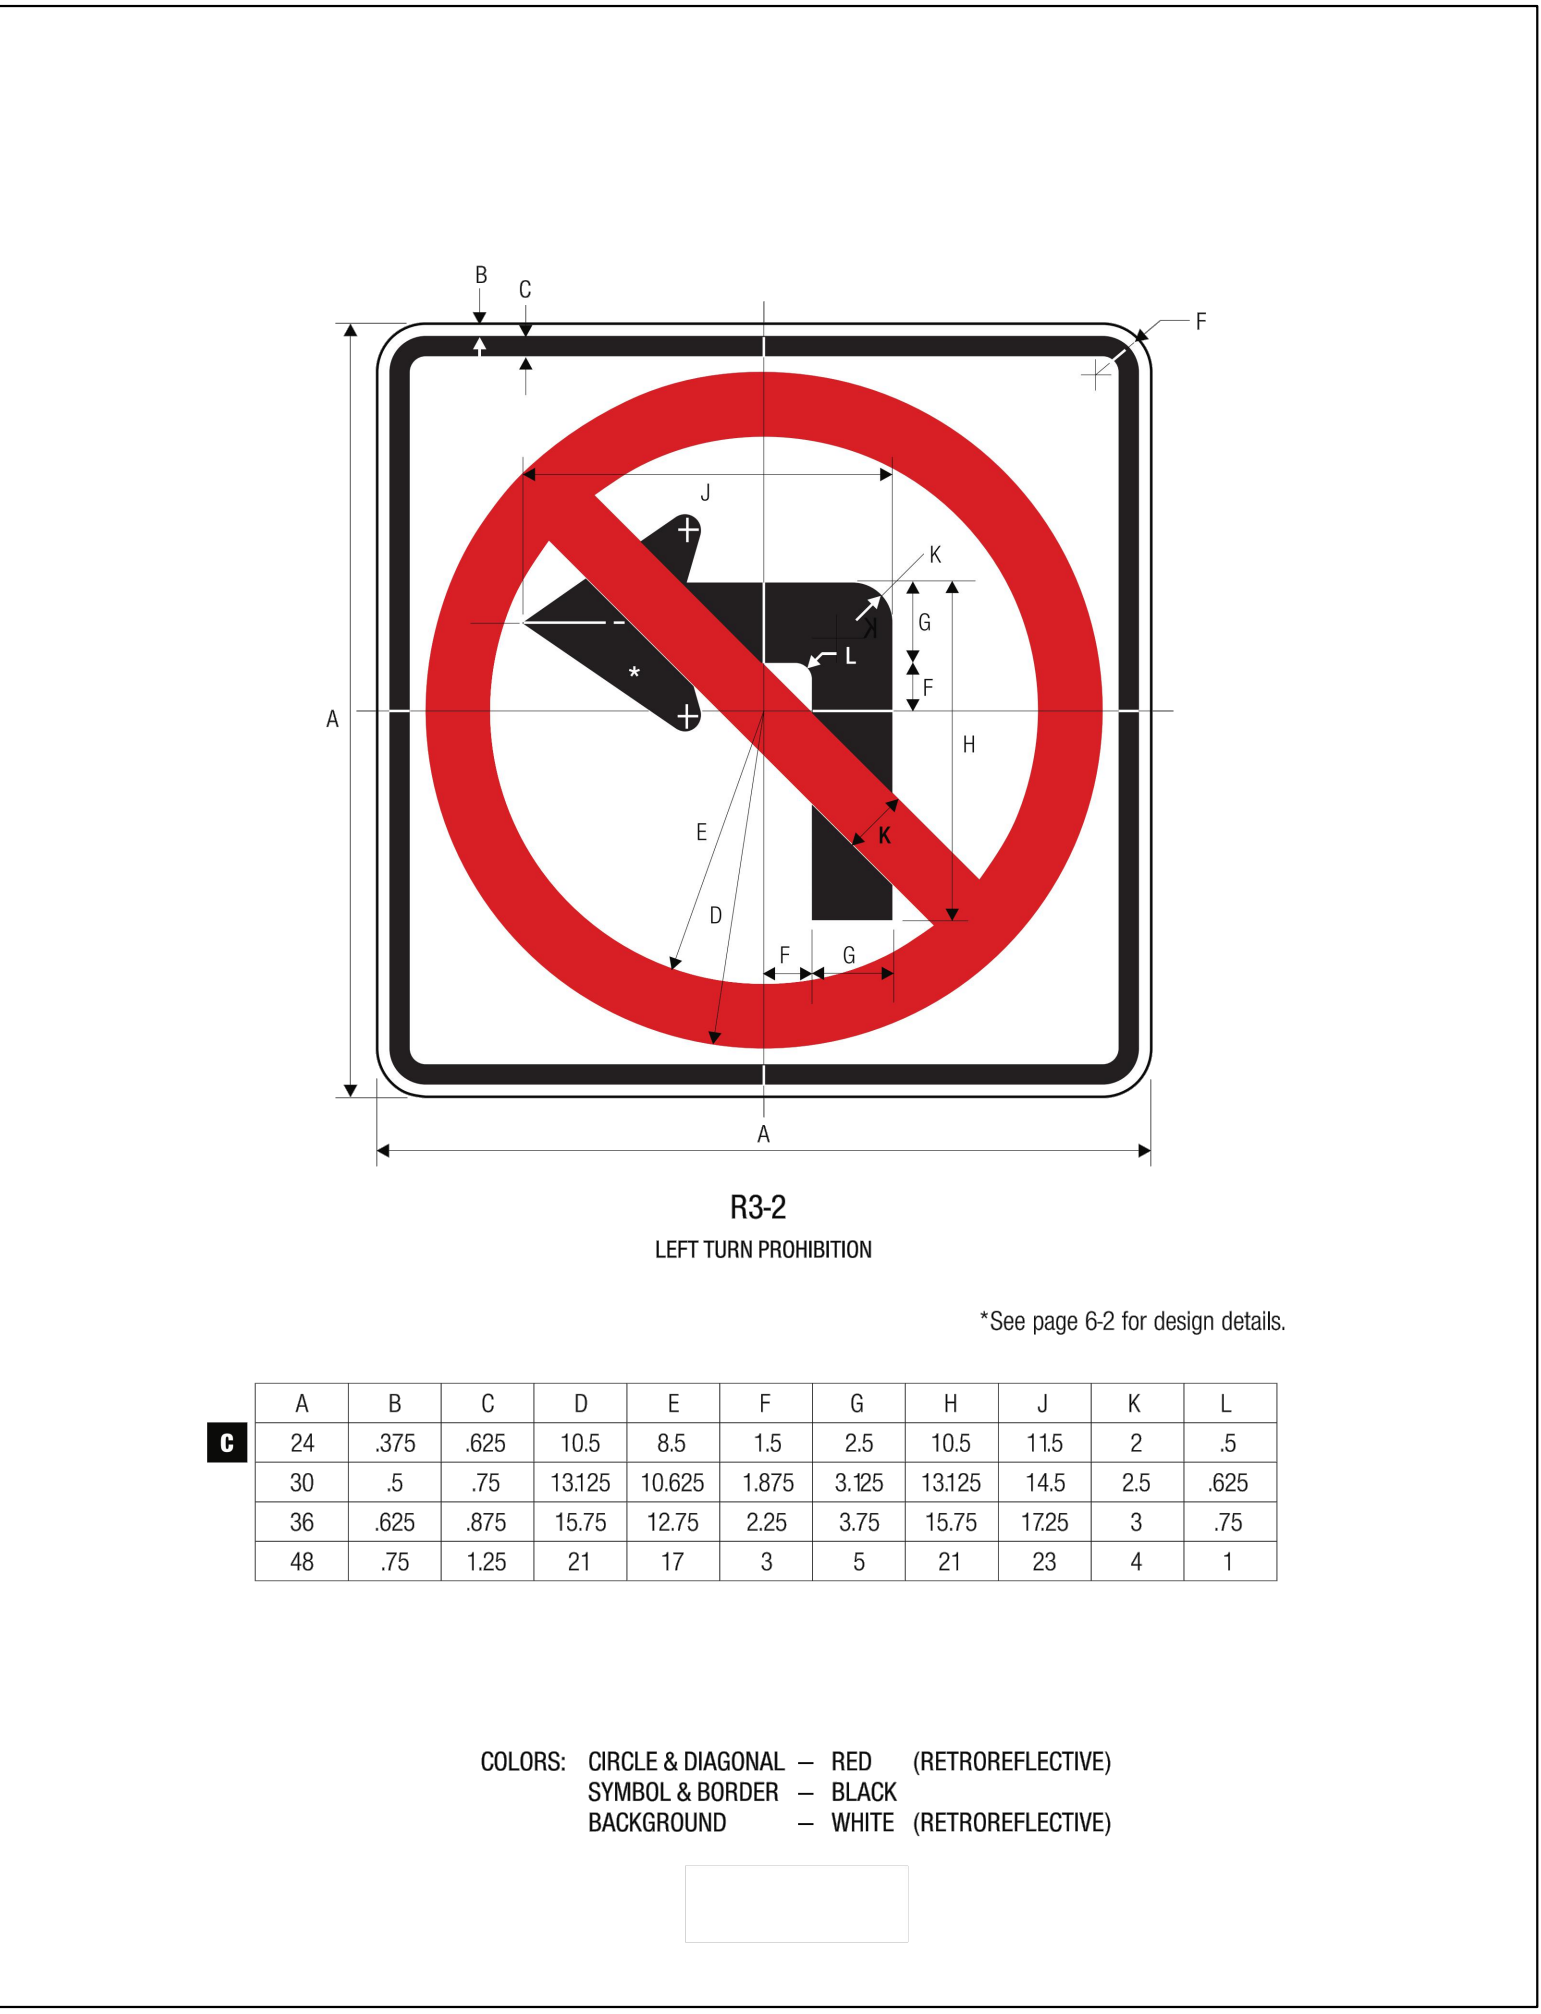 B
C
F
J
K
G
K
L
F
A
H
E
K
D
F
G
A
R3-2
LEFT TURN PROHIBITION
*See page 6-2 for design details.
A B C D E F G H J K L
C 24 .375 .625 10.5 8.5 1.5 2.5 10.5 11.5 2 .5
30 .5 .75 13.125 10.625 1.875 3.125 13.125 14.5 2.5 .625
36 .625 .875 15.75 12.75 2.25 3.75 15.75 17.25 3 .75
48 .75 1.25 21 17 3 5 21 23 4 1
COLORS: CIRCLE & DIAGONAL — RED (RETROREFLECTIVE)
SYMBOL & BORDER — BLACK
BACKGROUND — WHITE (RETROREFLECTIVE)